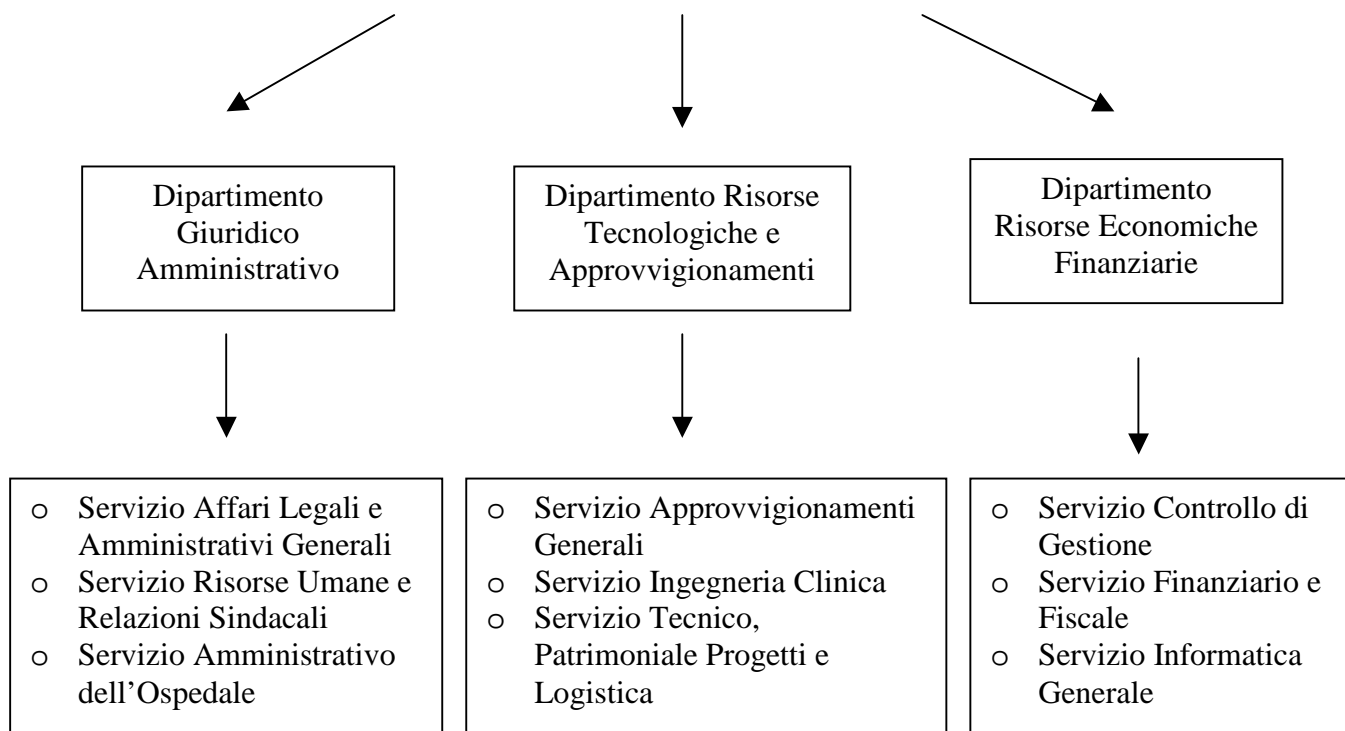 Dipartimento
Giuridico
Amministrativo
Dipartimento Risorse
Tecnologiche e
Approvvigionamenti
Dipartimento
Risorse Economiche
Finanziarie
o Servizio Affari Legali e
Amministrativi Generali
o Servizio Risorse Umane e
Relazioni Sindacali
o Servizio Amministrativo
dell’Ospedale
o Servizio Approvvigionamenti
Generali
o Servizio Ingegneria Clinica
o Servizio Tecnico,
Patrimoniale Progetti e
Logistica
o Servizio Controllo di
Gestione
o Servizio Finanziario e
Fiscale
o Servizio Informatica
Generale